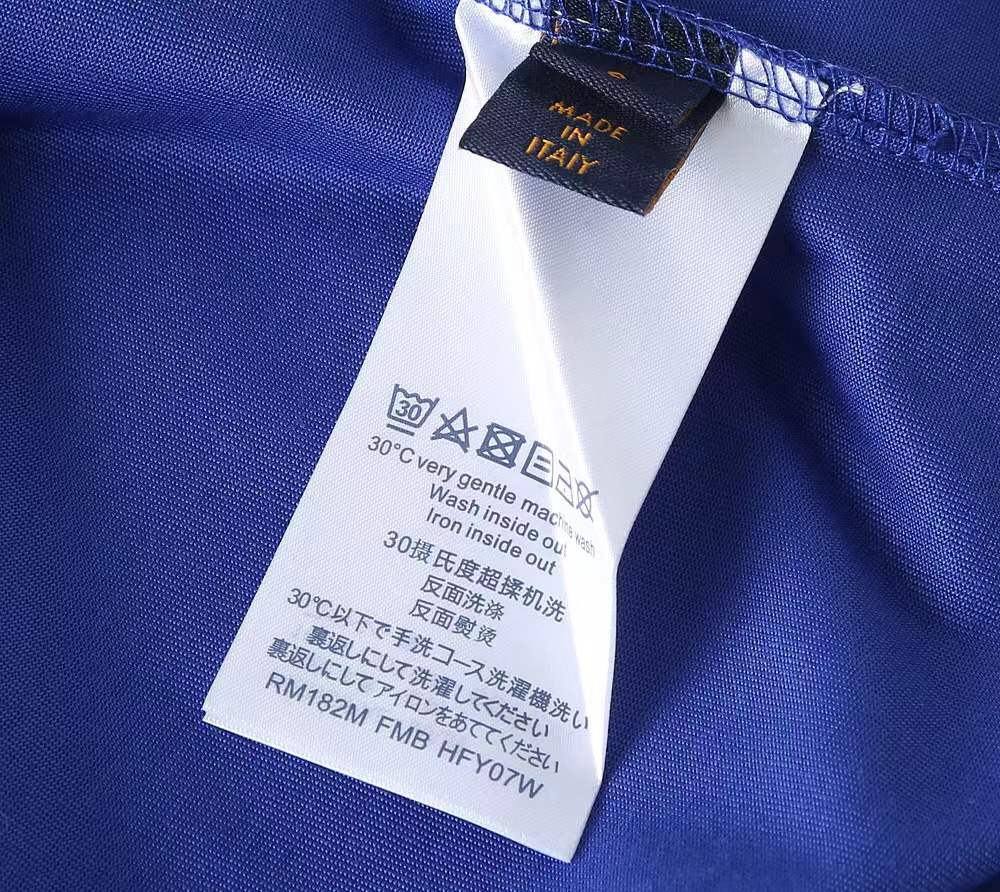 MADE
IN
ITAIY
30
30°C very gentle machine wash
Wash inside out
Iron inside out
30摄氏度超揉机洗
反面洗涤
反面熨烫
30℃以下で手洗コース洗濯機洗い
裏返しにして洗濯してください
裏返しにしてアイロンをあててください
RM182M FMB HFY07W